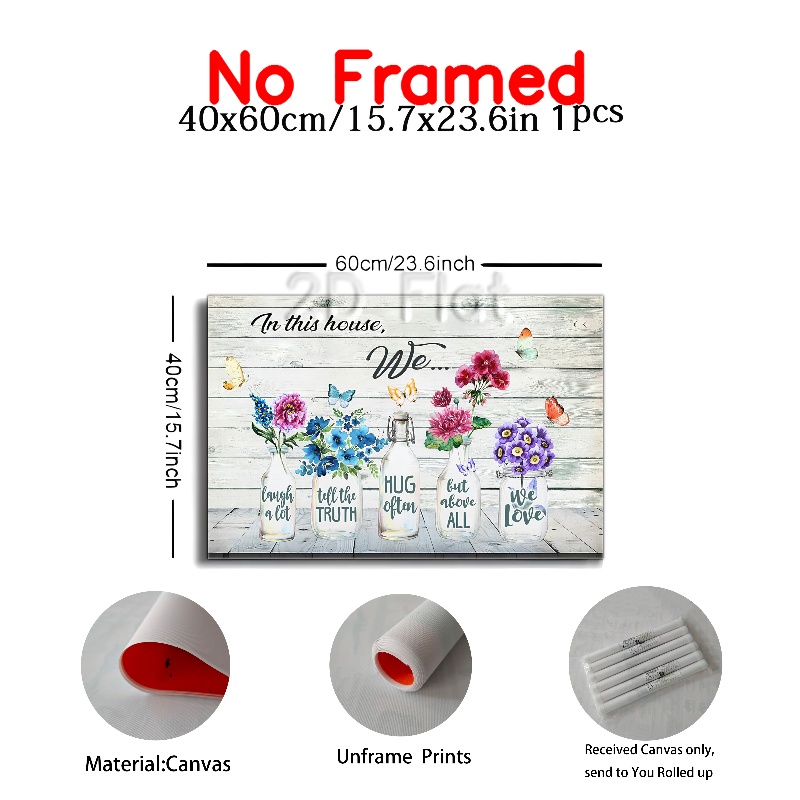 No Framed
40x60cm/15.7x23.6in 1pcs
60cm/23.6inch
2D Flat
40cm/15.7inch
In this house,
We...
laugh
a lot
tell the
TRUTH
HUG
often
but
above
ALL
we
Love
Material:Canvas
Unframe Prints
Received Canvas only,
send to You Rolled up